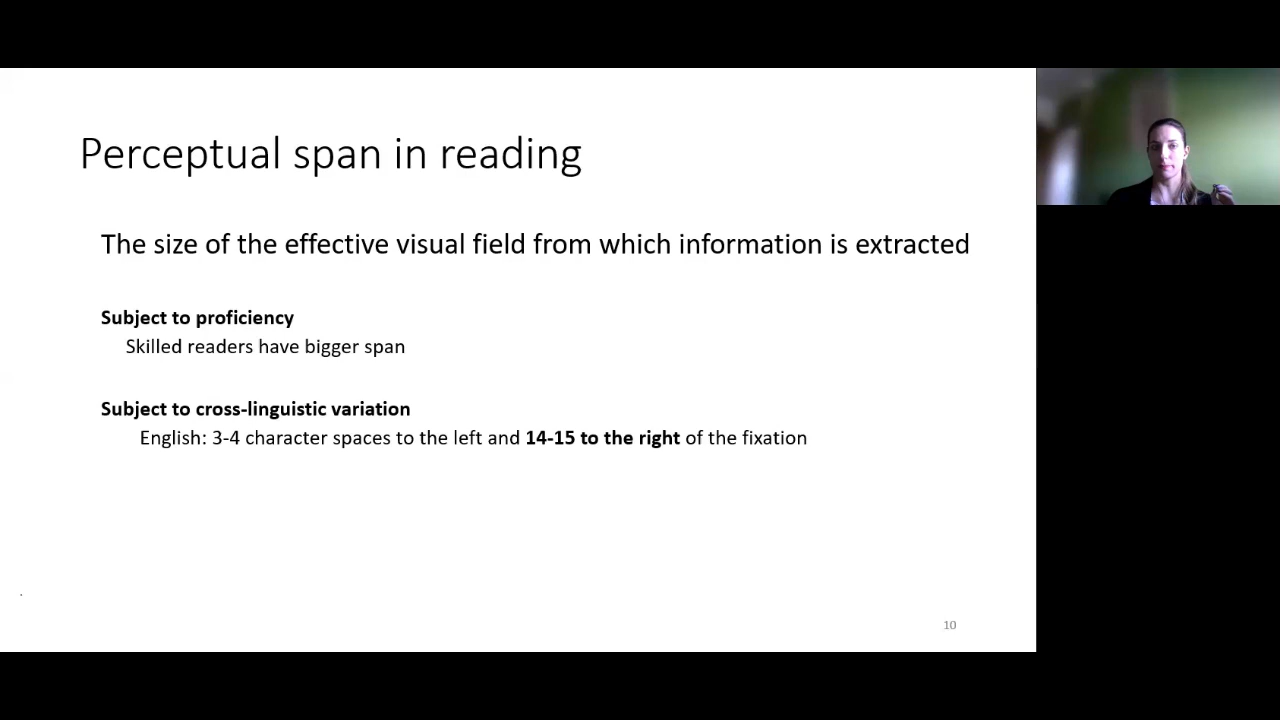 Perceptual span in reading
The size of the effective visual field from which information is extracted
Subject to proficiency
Skilled readers have bigger span
Subject to cross-linguistic variation
English: 3-4 character spaces to the left and 14-15 to the right of the fixation
10